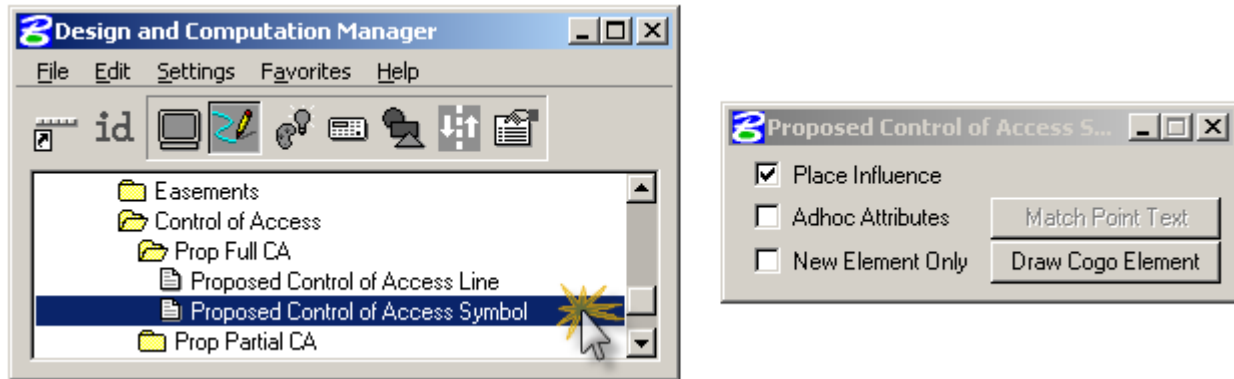 Design and Computation Manager
File Edit Settings Favorites Help
id
Easements
Control of Access
Prop Full CA
Proposed Control of Access Line
Proposed Control of Access Symbol
Prop Partial CA
Proposed Control of Access S...
Place Influence
Adhoc Attributes Match Point Text
New Element Only Draw Cogo Element